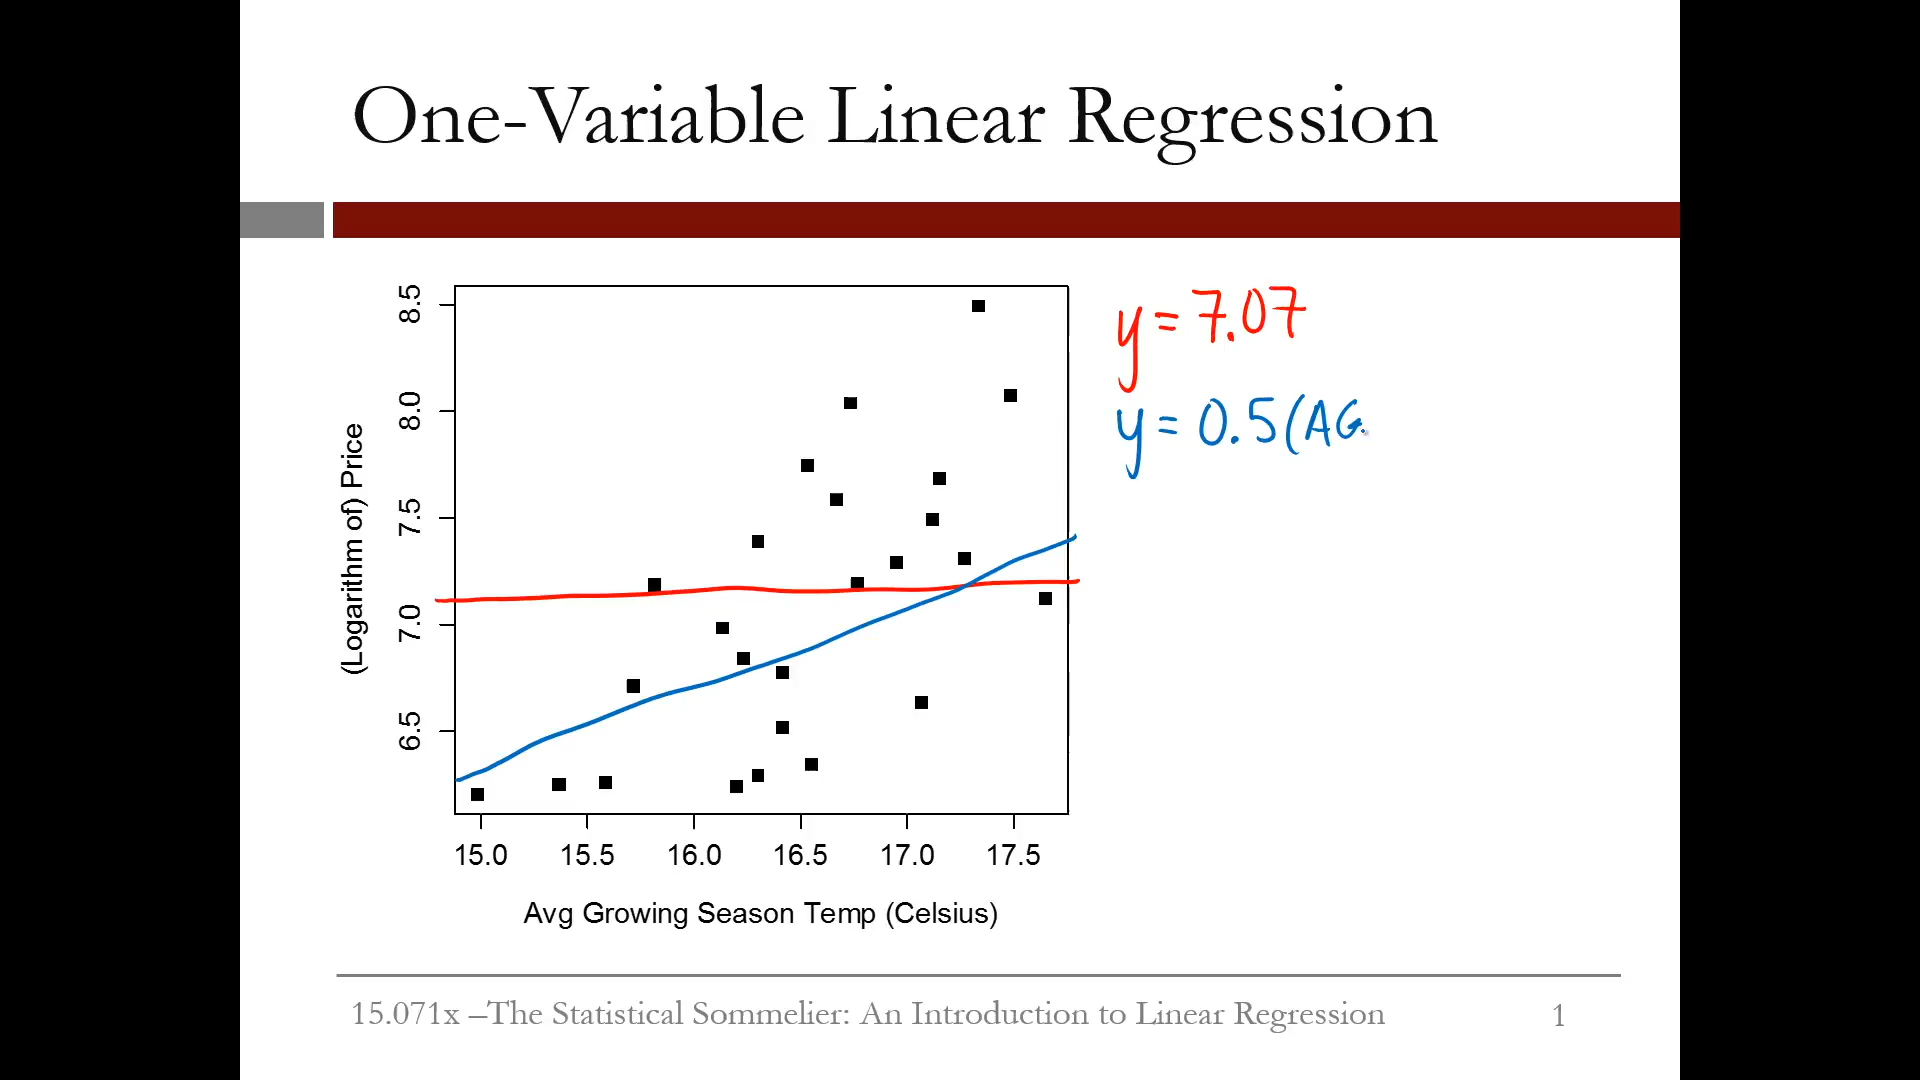 One-Variable Linear Regression
y = 7.07
y = 0.5(AG
8.5
8.0
7.5
7.0
6.5
(Logarithm of) Price
15.0 15.5 16.0 16.5 17.0 17.5
Avg Growing Season Temp (Celsius)
15.071x –The Statistical Sommelier: An Introduction to Linear Regression 1